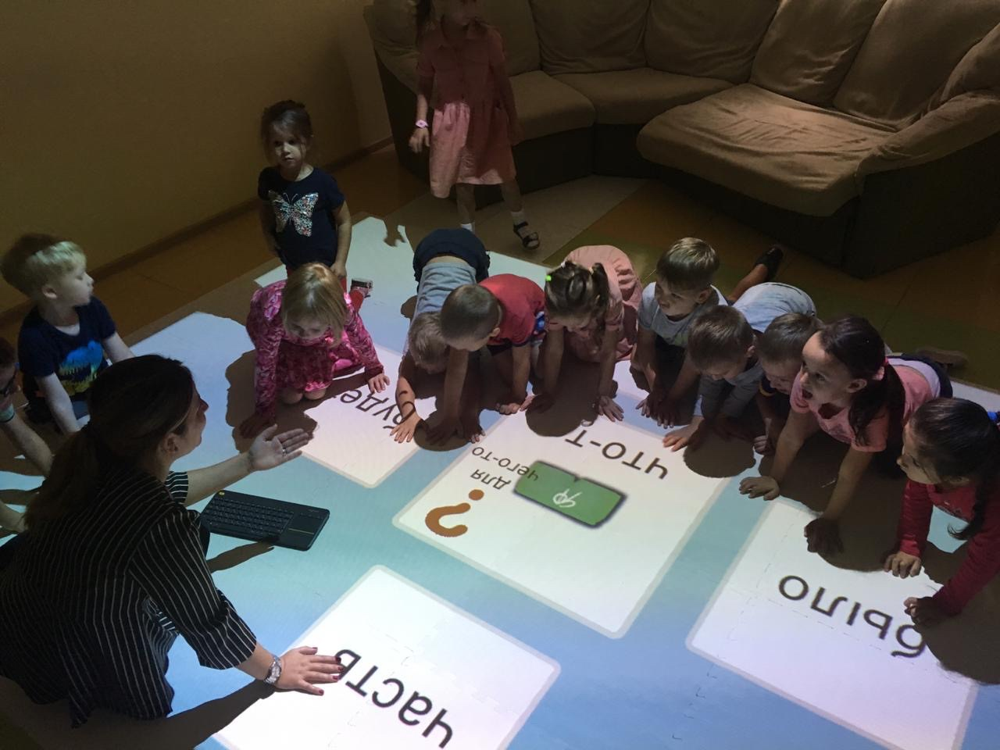 буде
что-т
для
чего-то
?
было
часть